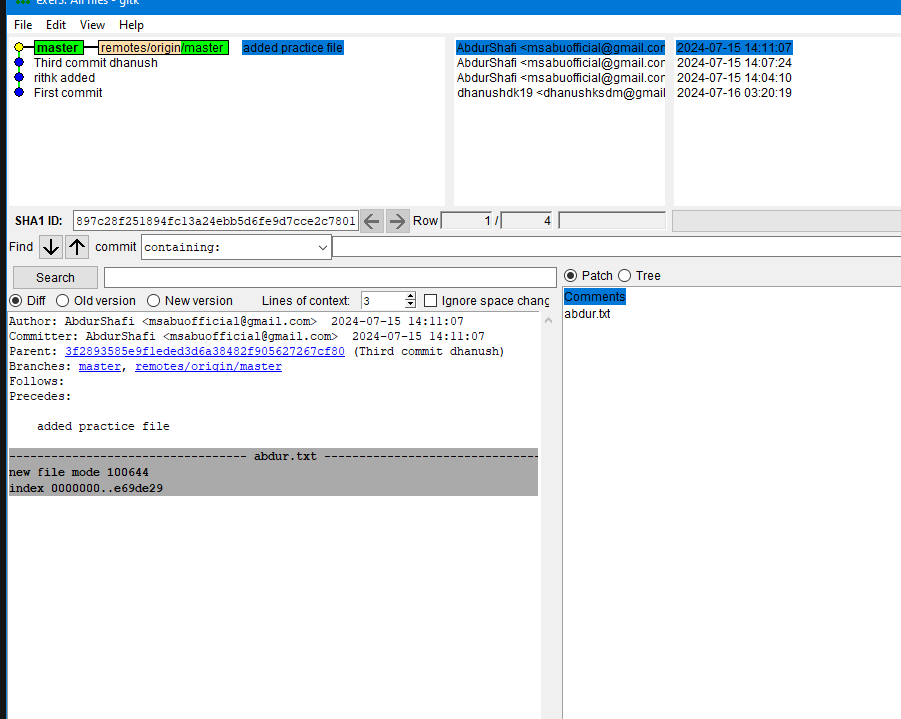 exer3: All files - gitk
File Edit View Help
master remotes/origin/master added practice file AbdurShafi <msabuofficial@gmail.con 2024-07-15 14:11:07
Third commit dhanush AbdurShafi <msabuofficial@gmail.con 2024-07-15 14:07:24
rithk added AbdurShafi <msabuofficial@gmail.con 2024-07-15 14:04:10
First commit dhanushdk19 <dhanushksdm@gmail 2024-07-16 03:20:19
SHA1 ID: 897c28f251894fc13a24ebb5d6fe9d7cce2c7801 Row 1 / 4
Find commit containing:
Search
Patch Tree
Diff Old version New version Lines of context: 3 Ignore space chang
Comments
abdur.txt
Author: AbdurShafi <msabuofficial@gmail.com> 2024-07-15 14:11:07
Committer: AbdurShafi <msabuofficial@gmail.com> 2024-07-15 14:11:07
Parent: 3f2893585e9f1eded3d6a38482f905627267cf80 (Third commit dhanush)
Branches: master, remotes/origin/master
Follows:
Precedes:
added practice file
---------------------------------- abdur.txt -------------------------------
new file mode 100644
index 0000000..e69de29